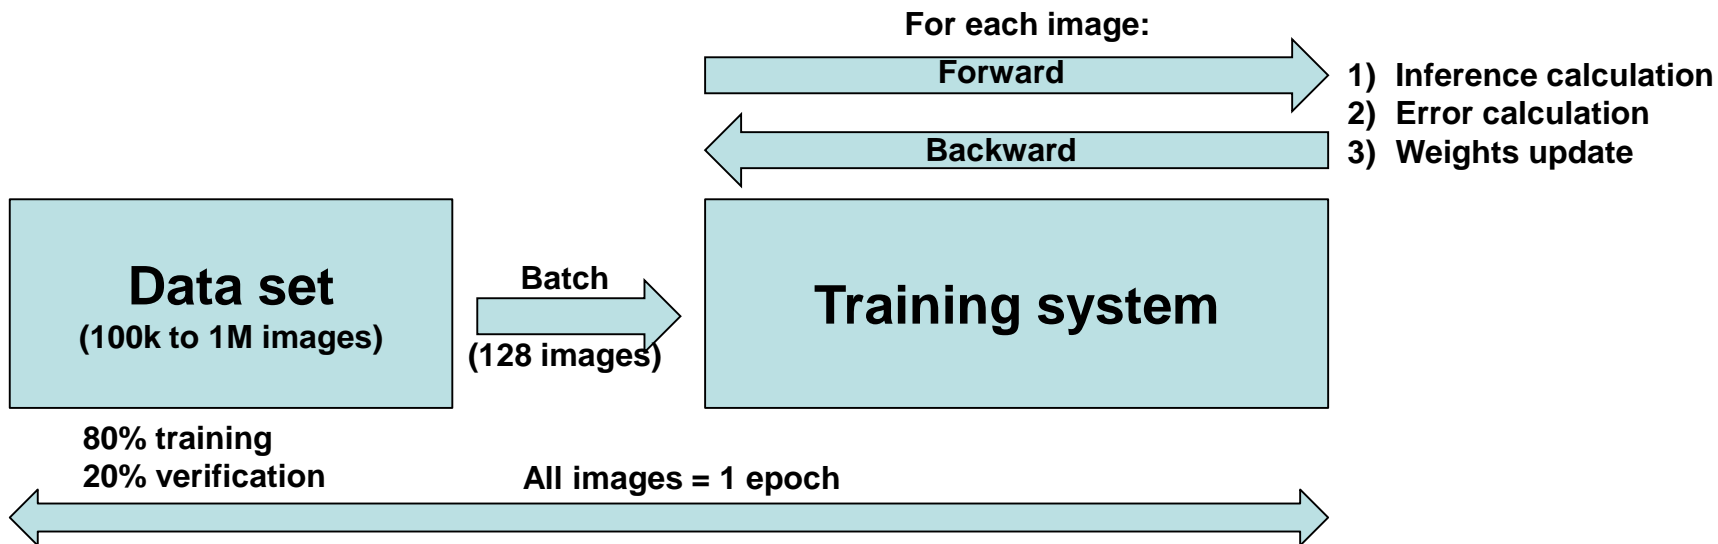 For each image:
Forward
1) Inference calculation
2) Error calculation
Backward
3) Weights update
Data set
(100k to 1M images)
Batch
(128 images)
Training system
80% training
20% verification
All images = 1 epoch